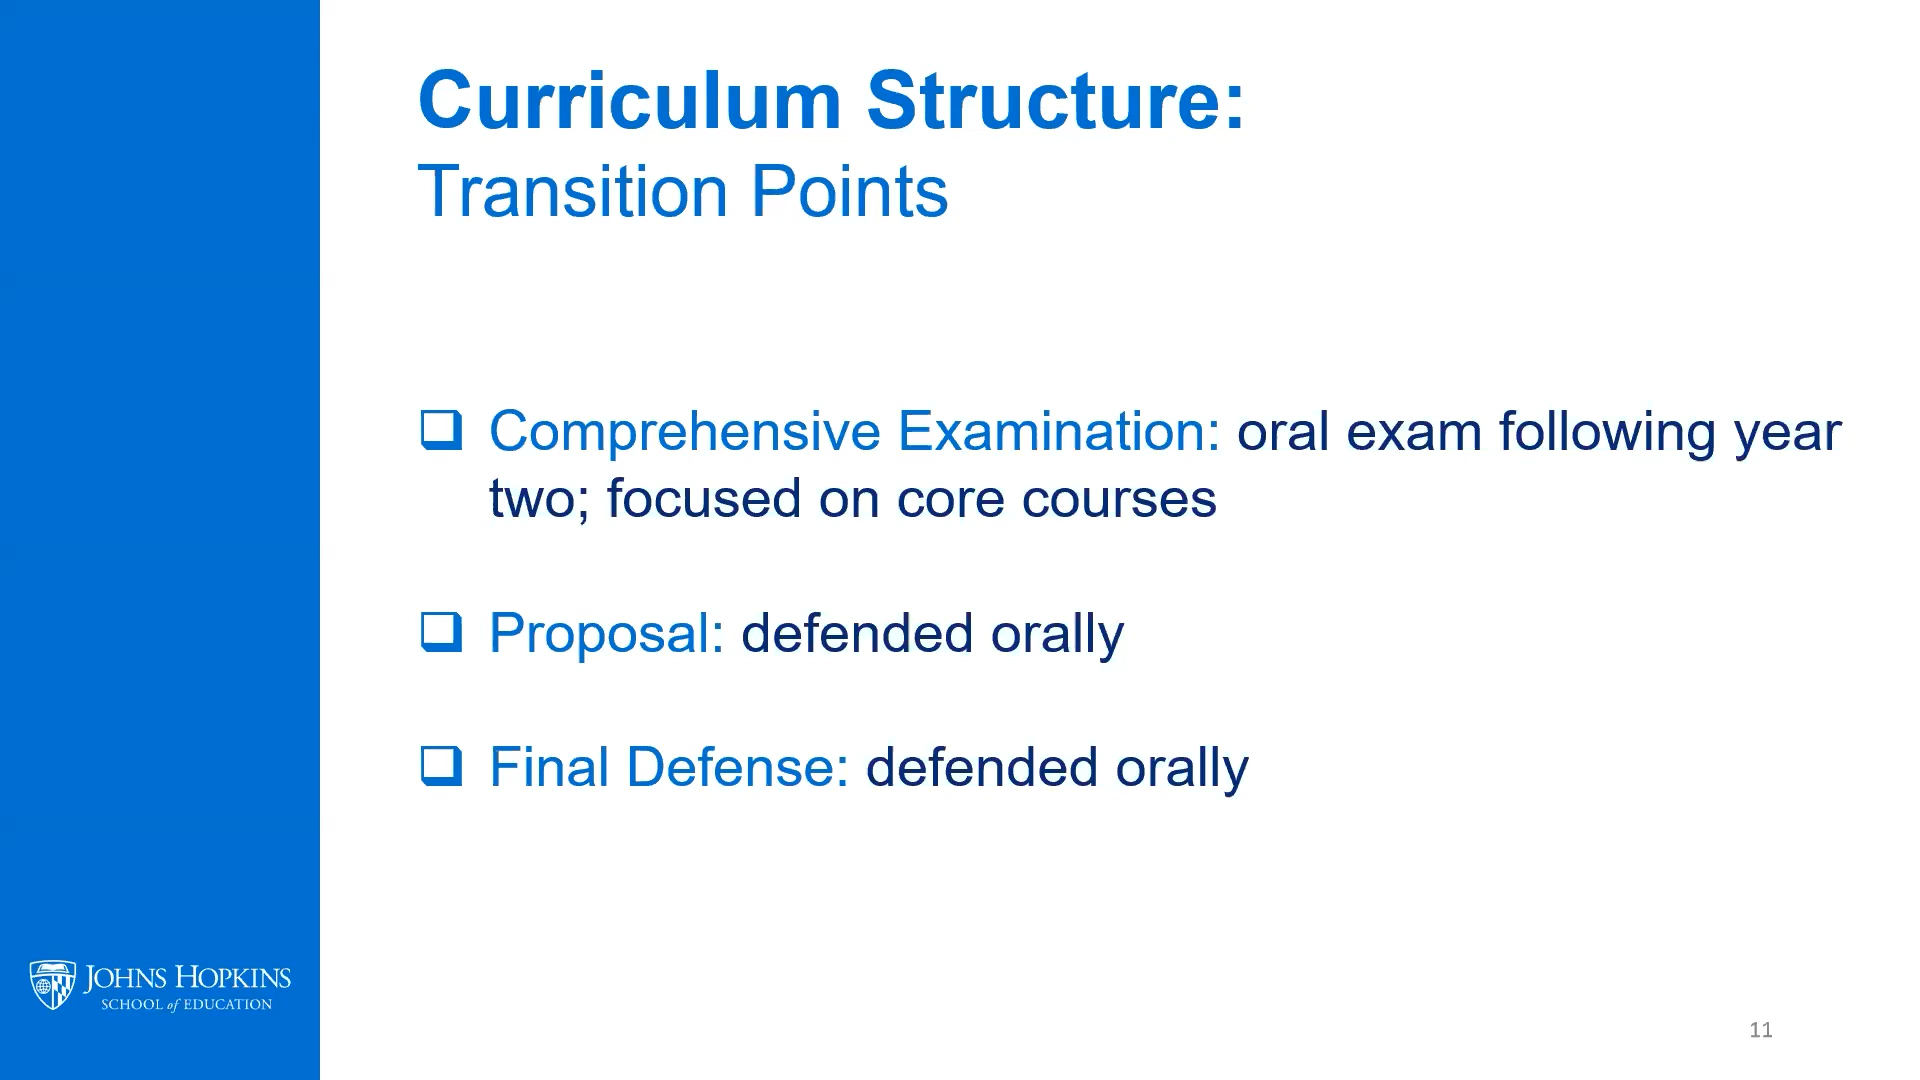 Curriculum Structure:
Transition Points
Comprehensive Examination: oral exam following year
two; focused on core courses
Proposal: defended orally
Final Defense: defended orally
JOHNS HOPKINS
SCHOOL of EDUCATION
11